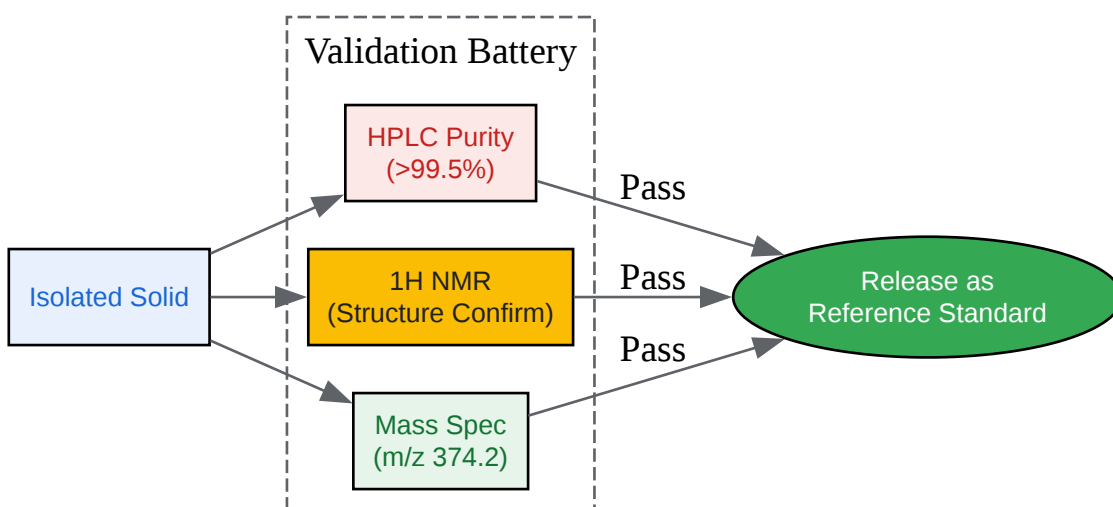 Validation Battery
HPLC Purity
(>99.5%)
Pass
Isolated Solid
1H NMR
(Structure Confirm)
Pass
Release as
Reference Standard
Pass
Mass Spec
(m/z 374.2)